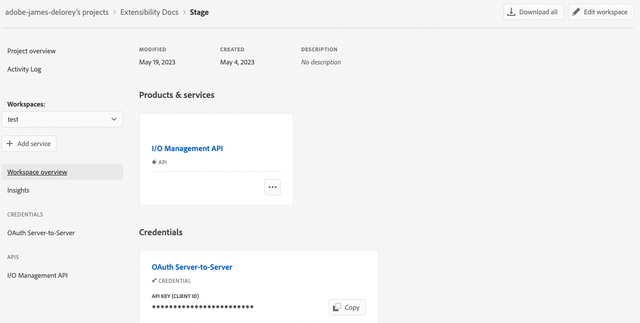 adobe-james-delorey's projects > Extensibility Docs > Stage
Download all
Edit workspace
Project overview
Activity Log
Workspaces:
test
+ Add service
Workspace overview
Insights
CREDENTIALS
OAuth Server-to-Server
APIS
I/O Management API
MODIFIED
May 19, 2023
CREATED
May 4, 2023
DESCRIPTION
No description
Products & services
I/O Management API
API
•••
Credentials
OAuth Server-to-Server
CREDENTIAL
API KEY (CLIENT ID)
************************
Copy